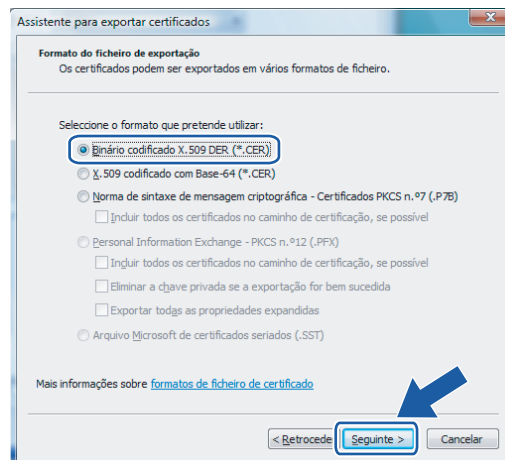 Assistente para exportar certificados
Formato do ficheiro de exportação
Os certificados podem ser exportados em vários formatos de ficheiro.
Seleccione o formato que pretende utilizar:
Binário codificado X.509 DER (*.CER)
X.509 codificado com Base-64 (*.CER)
Norma de sintaxe de mensagem criptográfica - Certificados PKCS n.º7 (.P7B)
Incluir todos os certificados no caminho de certificação, se possível
Personal Information Exchange - PKCS n.º12 (.PFX)
Incluir todos os certificados no caminho de certificação, se possível
Eliminar a chave privada se a exportação for bem sucedida
Exportar todas as propriedades expandidas
Arquivo Microsoft de certificados seriados (.SST)
Mais informações sobre formatos de ficheiro de certificado
< Retrocede Seguinte > Cancelar